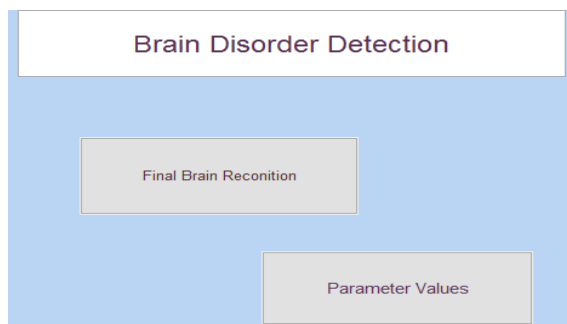 Brain Disorder Detection
Final Brain Reconition
Parameter Values